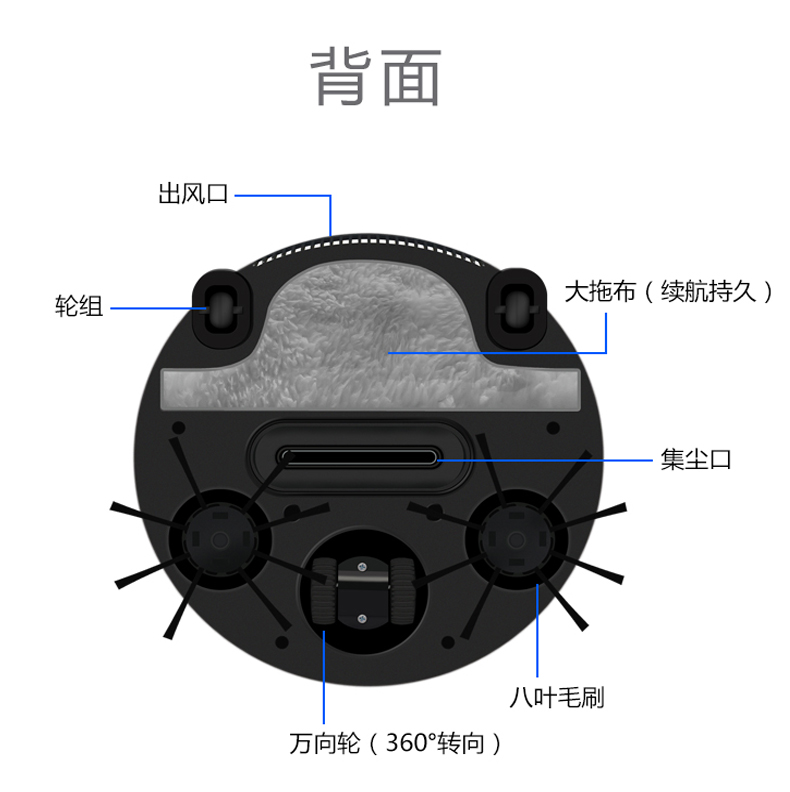 背面
出风口
轮组
大拖布（续航持久）
集尘口
八叶毛刷
万向轮（360°转向）